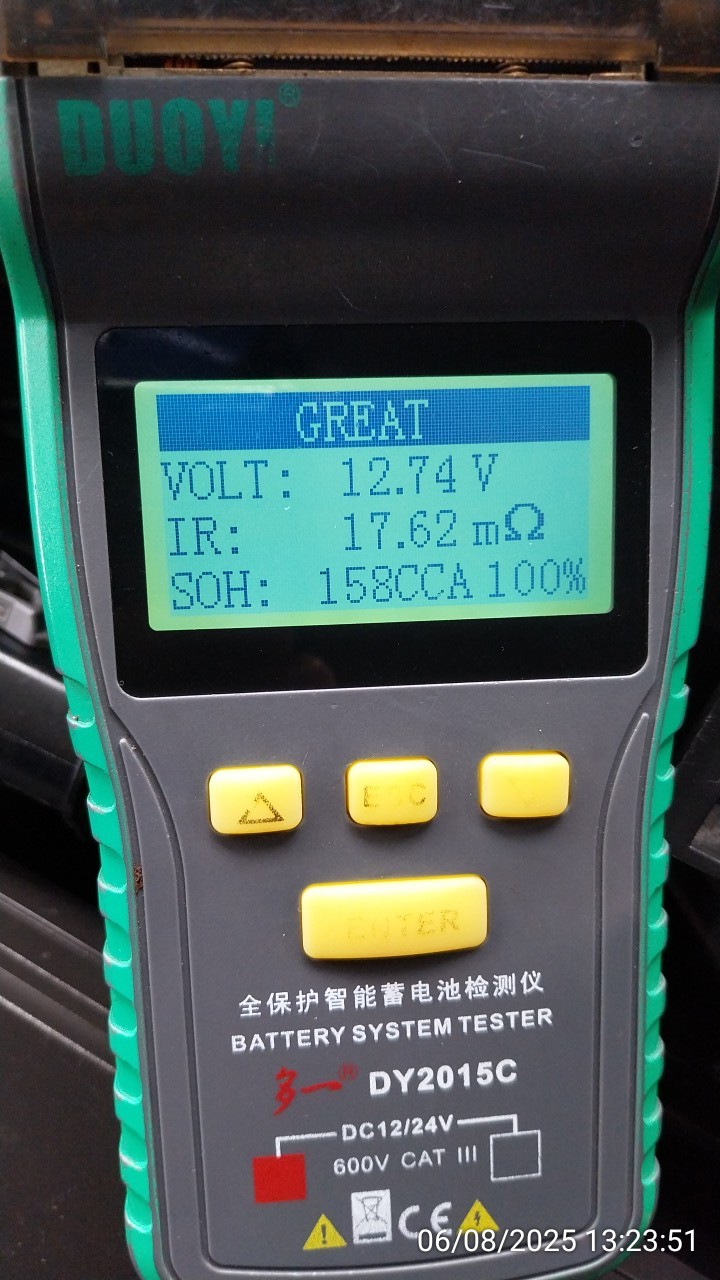 DUOYI®
GREAT
VOLT: 12.74 V
IR: 17.62 mΩ
SOH: 158CCA 100%
ESC
ENTER
全保护智能蓄电池检测仪
BATTERY SYSTEM TESTER
多一® DY2015C
DC12/24V
600V CAT III
CE
06/08/2025 13:23:51